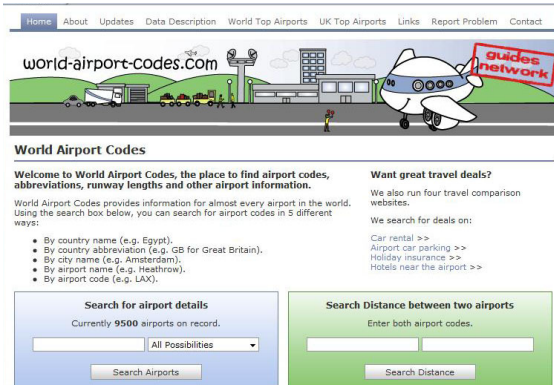 Home About Updates Data Description World Top Airports UK Top Airports Links Report Problem Contact
world-airport-codes.com
guides
network
World Airport Codes
Welcome to World Airport Codes, the place to find airport codes,
abbreviations, runway lengths and other airport information.
World Airport Codes provides information for almost every airport in the world.
Using the search box below, you can search for airport codes in 5 different
ways:
By country name (e.g. Egypt).
By country abbreviation (e.g. GB for Great Britain).
By city name (e.g. Amsterdam).
By airport name (e.g. Heathrow).
By airport code (e.g. LAX).
Want great travel deals?
We also run four travel comparison
websites.
We search for deals on:
Car rental >>
Airport car parking >>
Holiday insurance >>
Hotels near the airport >>
Search for airport details
Currently 9500 airports on record.
All Possibilities
Search Airports
Search Distance between two airports
Enter both airport codes.
Search Distance